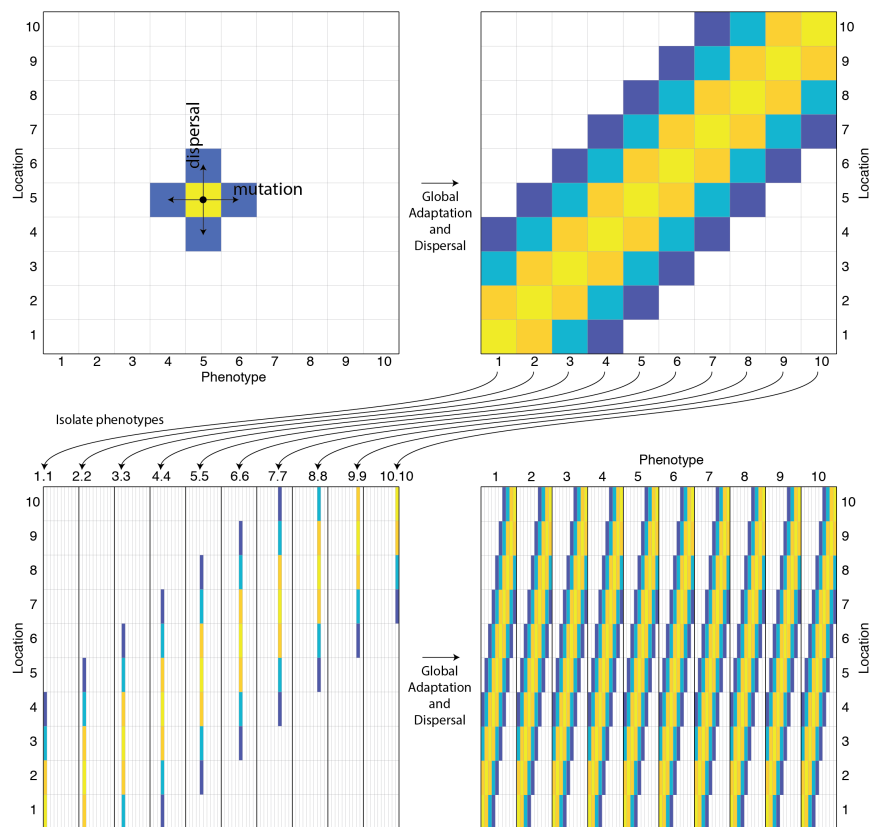 10
9
8
7
6
5
4
3
2
1
Location
dispersal
mutation
1 2 3 4 5 6 7 8 9 10
Phenotype
Global
Adaptation
and
Dispersal
10
9
8
7
6
5
4
3
2
1
Location
1 2 3 4 5 6 7 8 9 10
Isolate phenotypes
1.1 2.2 3.3 4.4 5.5 6.6 7.7 8.8 9.9 10.10
10
9
8
7
6
5
4
3
2
1
Location
Global
Adaptation
and
Dispersal
Phenotype
1 2 3 4 5 6 7 8 9 10
10
9
8
7
6
5
4
3
2
1
Location